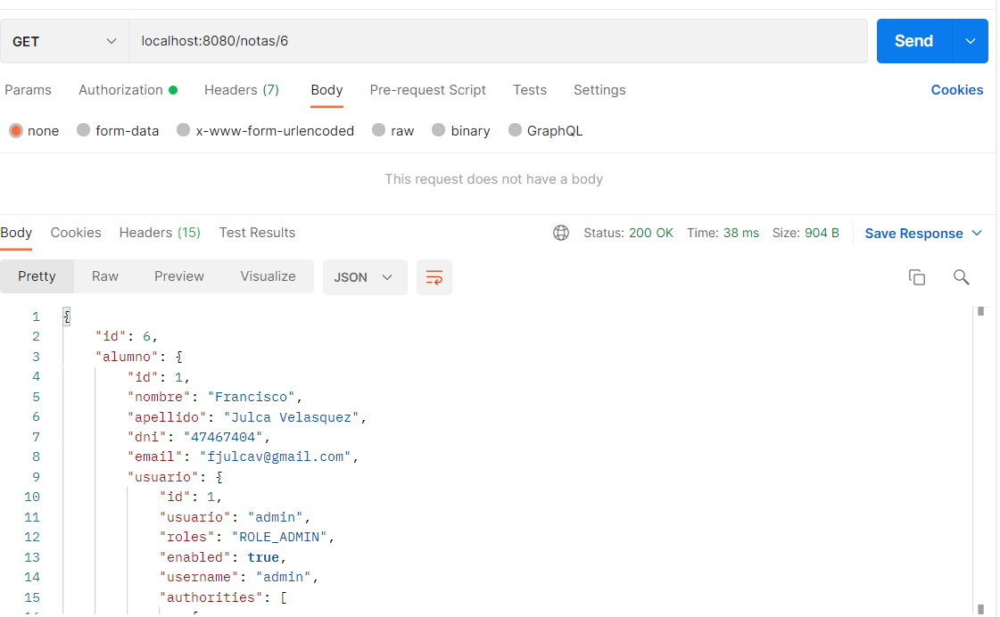 GET localhost:8080/notas/6 Send
Params Authorization Headers (7) Body Pre-request Script Tests Settings Cookies
none form-data x-www-form-urlencoded raw binary GraphQL
This request does not have a body
Body Cookies Headers (15) Test Results Status: 200 OK Time: 38 ms Size: 904 B Save Response
Pretty Raw Preview Visualize JSON
1 {
2 "id": 6,
3 "alumno": {
4 "id": 1,
5 "nombre": "Francisco",
6 "apellido": "Julca Velasquez",
7 "dni": "47467404",
8 "email": "fjulcav@gmail.com",
9 "usuario": {
10 "id": 1,
11 "usuario": "admin",
12 "roles": "ROLE_ADMIN",
13 "enabled": true,
14 "username": "admin",
15 "authorities": [